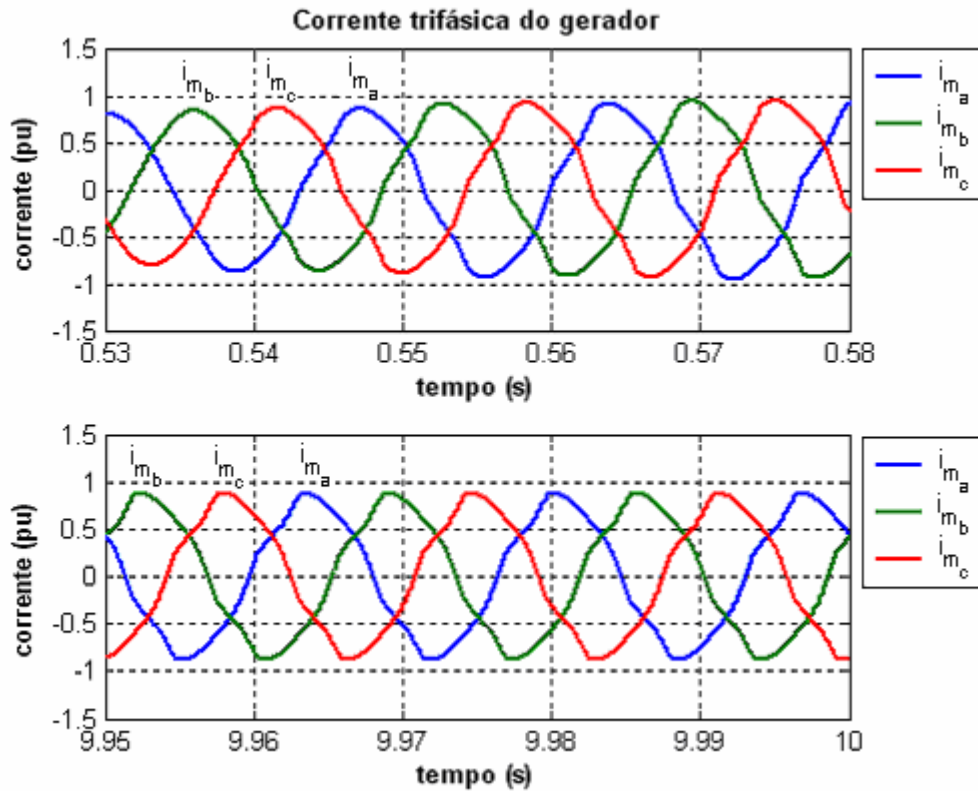 Corrente trifásica do gerador
1.5
1
0.5
0
-0.5
-1
-1.5
corrente (pu)
i_m_b
i_m_c
i_m_a
0.53
0.54
0.55
0.56
0.57
0.58
tempo (s)
i_m_a
i_m_b
i_m_c
1.5
1
0.5
0
-0.5
-1
-1.5
corrente (pu)
i_m_b
i_m_c
i_m_a
9.95
9.96
9.97
9.98
9.99
10
tempo (s)
i_m_a
i_m_b
i_m_c